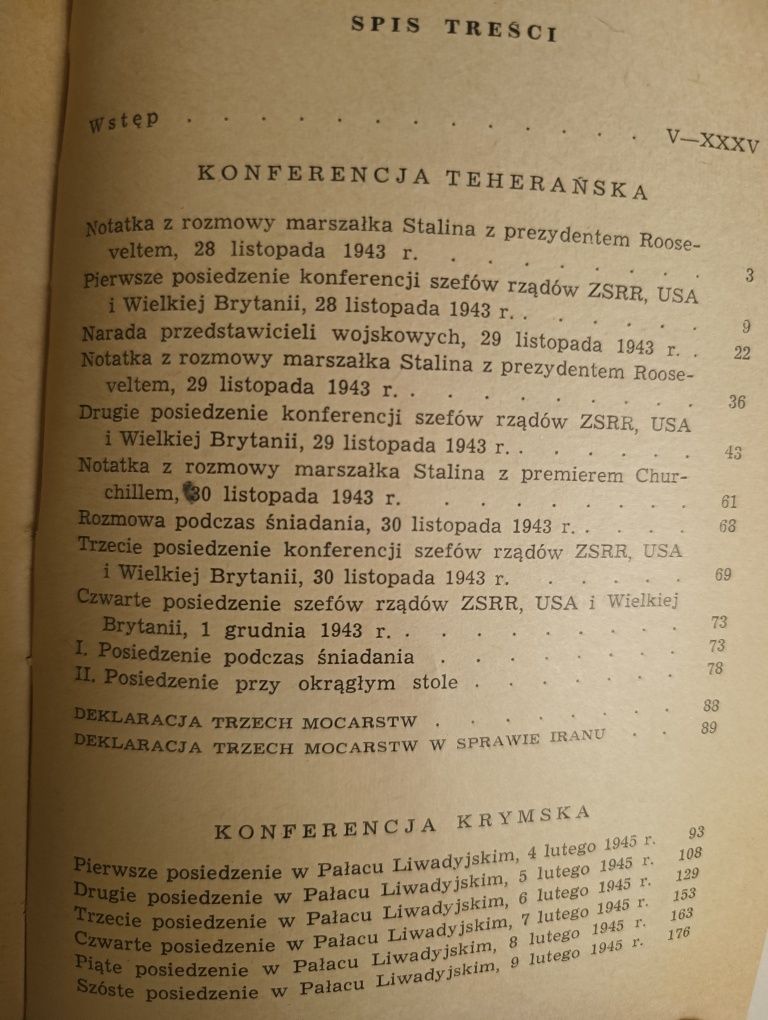 SPIS TREŚCI
Wstęp . . . . . . . . . . . . . V—XXXV
KONFERENCJA TEHERAŃSKA
Notatka z rozmowy marszałka Stalina z prezydentem Roose-
veltem, 28 listopada 1943 r. . . . . . . . 3
Pierwsze posiedzenie konferencji szefów rządów ZSRR, USA
i Wielkiej Brytanii, 28 listopada 1943 r. . . . . . 9
Narada przedstawicieli wojskowych, 29 listopada 1943 r. . 22
Notatka z rozmowy marszałka Stalina z prezydentem Roose-
veltem, 29 listopada 1943 r. . . . . . . . . 36
Drugie posiedzenie konferencji szefów rządów ZSRR, USA
i Wielkiej Brytanii, 29 listopada 1943 r. . . . . . 43
Notatka z rozmowy marszałka Stalina z premierem Chur-
chillem, 30 listopada 1943 r. . . . . . . . . 61
Rozmowa podczas śniadania, 30 listopada 1943 r. . . . . 63
Trzecie posiedzenie konferencji szefów rządów ZSRR, USA
i Wielkiej Brytanii, 30 listopada 1943 r. . . . . . 69
Czwarte posiedzenie szefów rządów ZSRR, USA i Wielkiej
Brytanii, 1 grudnia 1943 r. . . . . . . . . 73
I. Posiedzenie podczas śniadania . . . . . . . 73
II. Posiedzenie przy okrągłym stole . . . . . . 78
DEKLARACJA TRZECH MOCARSTW . . . . . . . 88
DEKLARACJA TRZECH MOCARSTW W SPRAWIE IRANU . . 89
KONFERENCJA KRYMSKA
Pierwsze posiedzenie w Pałacu Liwadyjskim, 4 lutego 1945 r. 93
Drugie posiedzenie w Pałacu Liwadyjskim, 5 lutego 1945 r. 108
Trzecie posiedzenie w Pałacu Liwadyjskim, 6 lutego 1945 r. 129
Czwarte posiedzenie w Pałacu Liwadyjskim, 7 lutego 1945 r. 153
Piąte posiedzenie w Pałacu Liwadyjskim, 8 lutego 1945 r. 163
Szóste posiedzenie w Pałacu Liwadyjskim, 9 lutego 1945 r. 176